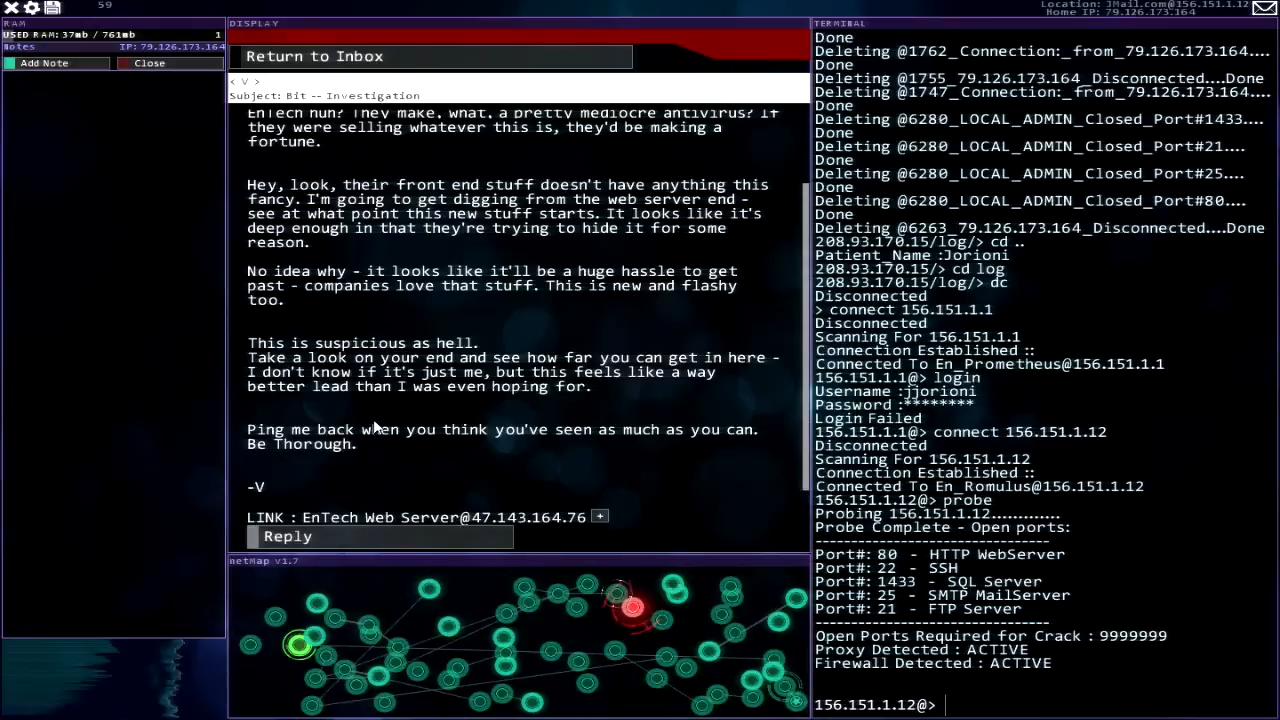 59
Location: JMail.com@156.151.1.12
Home IP: 79.126.173.164
RAM
USED RAM: 37mb / 761mb 1
Notes IP: 79.126.173.164
Add Note Close
DISPLAY
Return to Inbox
< V >
Subject: Bit -- Investigation
EnTech huh? They make, what, a pretty mediocre antivirus? If
they were selling whatever this is, they'd be making a
fortune.
Hey, look, their front end stuff doesn't have anything this
fancy. I'm going to get digging from the web server end -
see at what point this new stuff starts. It looks like it's
deep enough in that they're trying to hide it for some
reason.
No idea why - it looks like it'll be a huge hassle to get
past - companies love that stuff. This is new and flashy
too.
This is suspicious as hell.
Take a look on your end and see how far you can get in here -
I don't know if it's just me, but this feels like a way
better lead than I was even hoping for.
Ping me back when you think you've seen as much as you can.
Be Thorough.
-V
LINK : EnTech Web Server@47.143.164.76 +
Reply
netMap v1.7
TERMINAL
Done
Deleting @1762_Connection:_from_79.126.173.164....
Done
Deleting @1755_79.126.173.164_Disconnected....Done
Deleting @1747_Connection:_from_79.126.173.164....
Done
Deleting @6280_LOCAL_ADMIN_Closed_Port#1433....
Done
Deleting @6280_LOCAL_ADMIN_Closed_Port#21....
Done
Deleting @6280_LOCAL_ADMIN_Closed_Port#25....
Done
Deleting @6280_LOCAL_ADMIN_Closed_Port#80....
Done
Deleting @6263_79.126.173.164_Disconnected....Done
208.93.170.15/log/> cd ..
Patient_Name :Jorioni
208.93.170.15/> cd log
208.93.170.15/log/> dc
Disconnected
> connect 156.151.1.1
Disconnected
Scanning For 156.151.1.1
Connection Established ::
Connected To En_Prometheus@156.151.1.1
156.151.1.1@> login
Username :jjorioni
Password :********
Login Failed
156.151.1.1@> connect 156.151.1.12
Disconnected
Scanning For 156.151.1.12
Connection Established ::
Connected To En_Romulus@156.151.1.12
156.151.1.12@> probe
Probing 156.151.1.12.............
Probe Complete - Open ports:
---------------------------------
Port#: 80 - HTTP WebServer
Port#: 22 - SSH
Port#: 1433 - SQL Server
Port#: 25 - SMTP MailServer
Port#: 21 - FTP Server
---------------------------------
Open Ports Required for Crack : 9999999
Proxy Detected : ACTIVE
Firewall Detected : ACTIVE
156.151.1.12@>